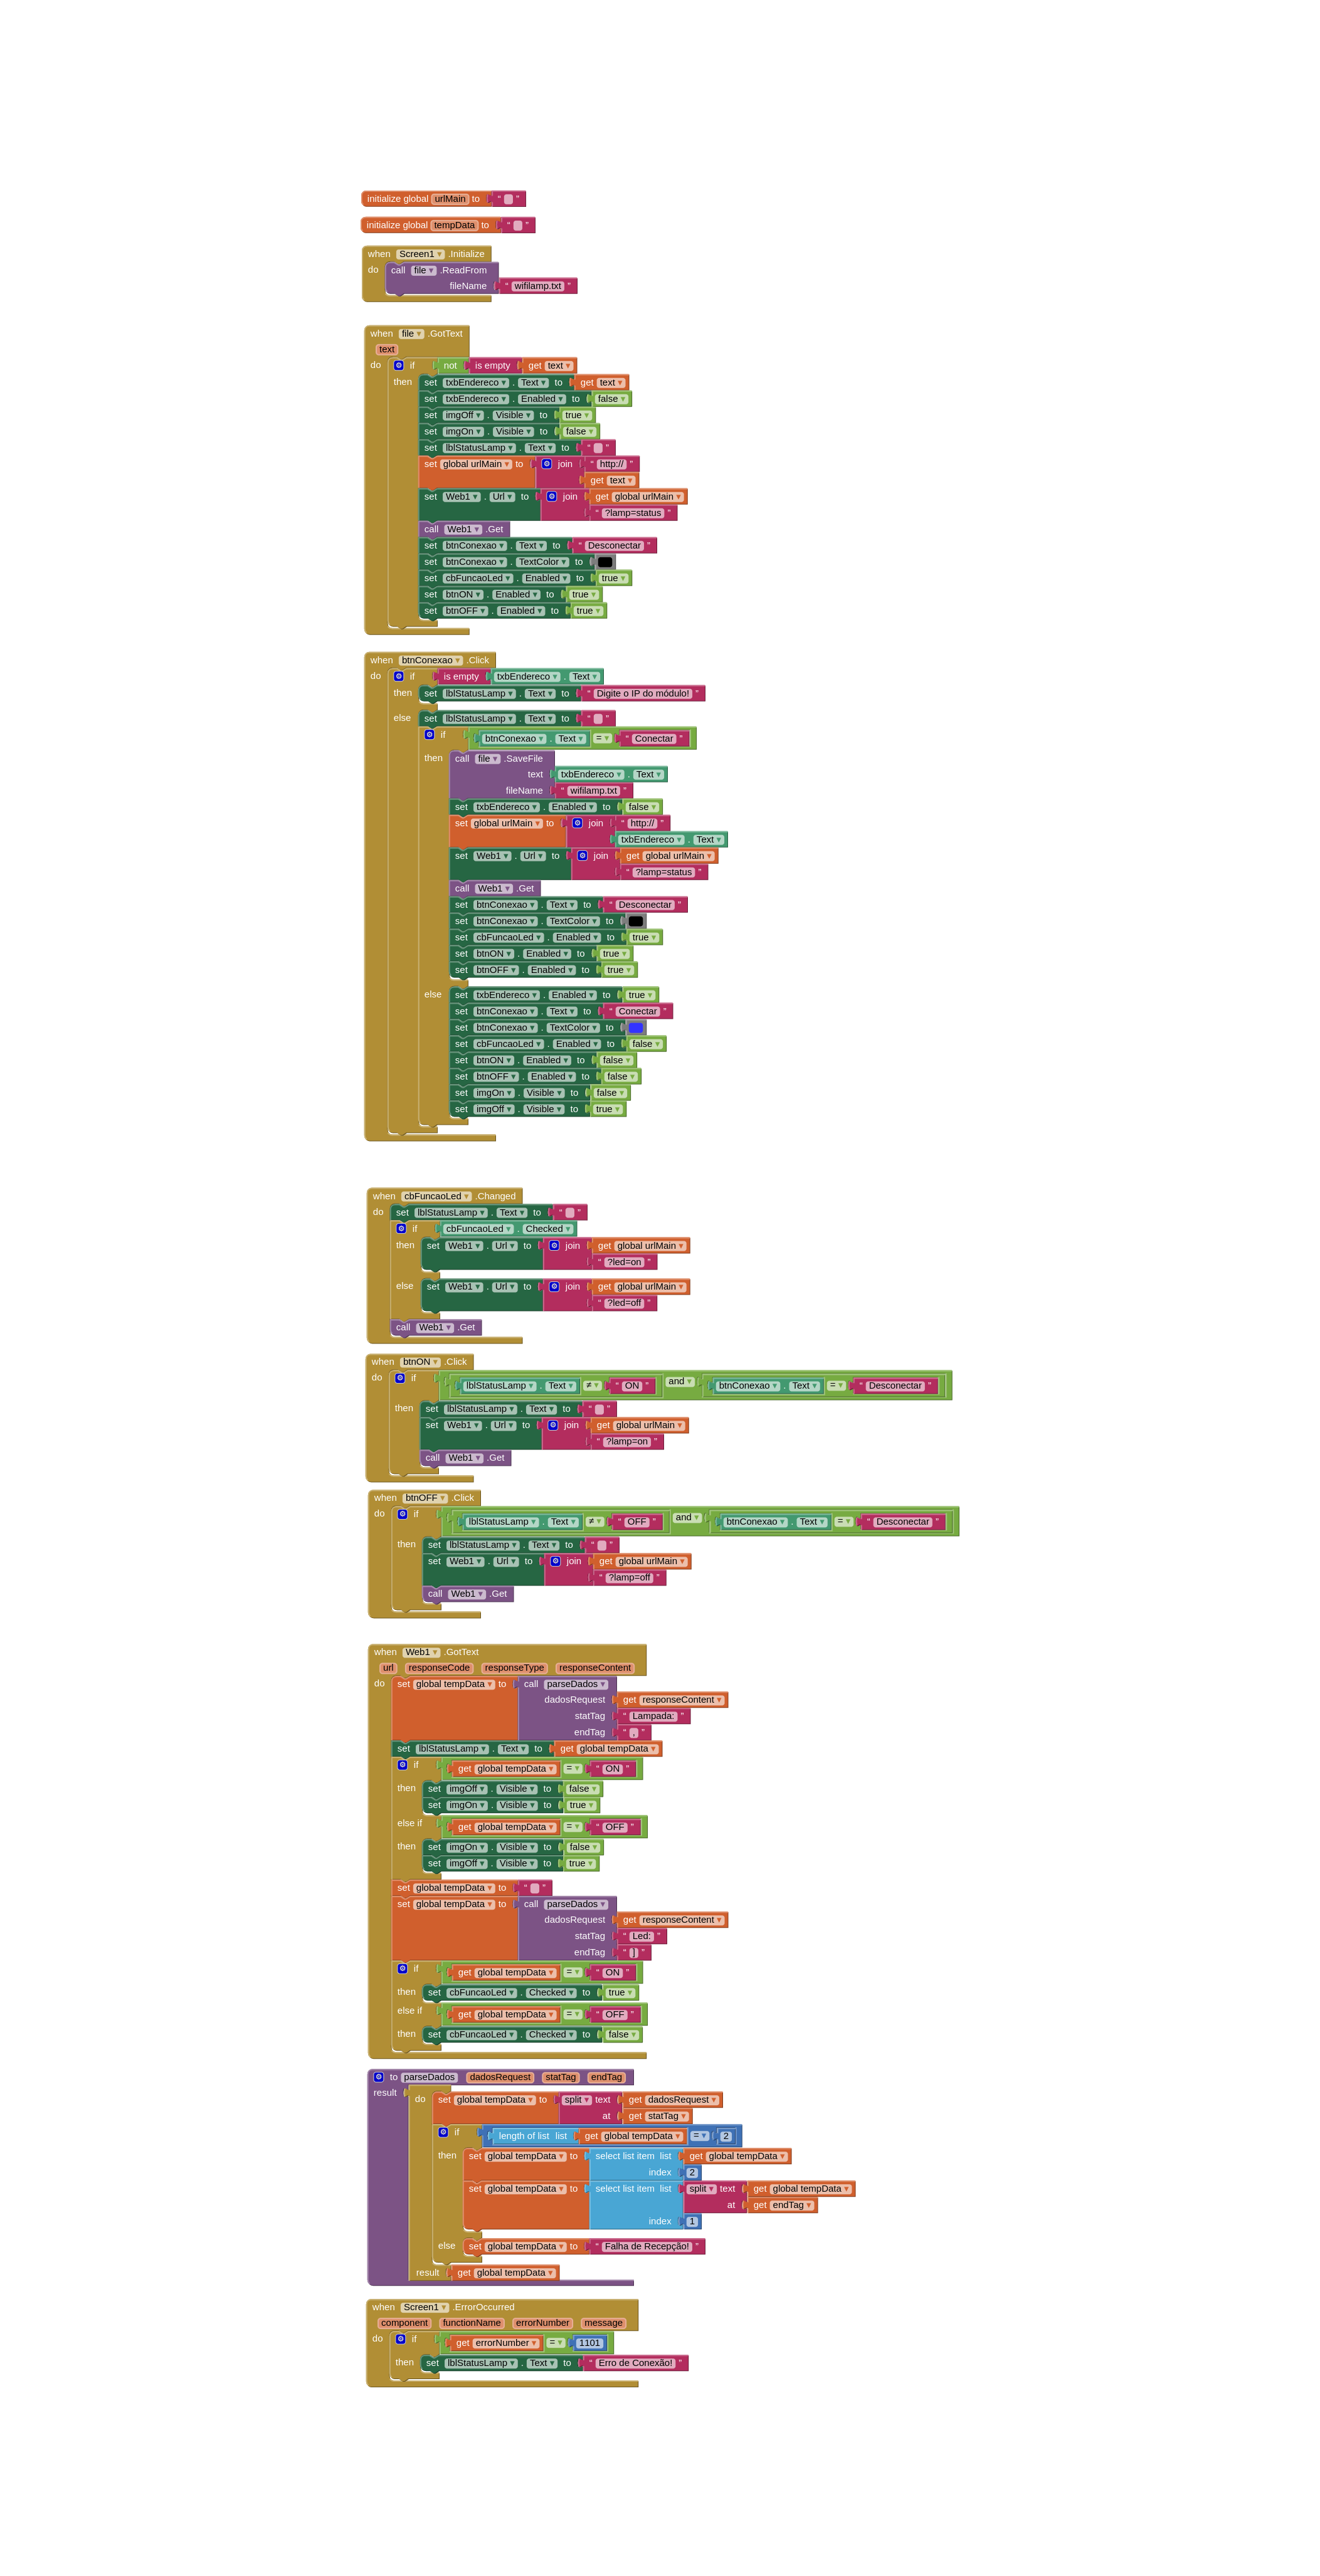 initialize global urlMain to " "
initialize global tempData to " "
when Screen1 .Initialize
do call file .ReadFrom
fileName " wifilamp.txt "
when file .GotText
text
do if not is empty get text
then set txbEndereco . Text to get text
set txbEndereco . Enabled to false
set imgOff . Visible to true
set imgOn . Visible to false
set lblStatusLamp . Text to " "
set global urlMain to join " http:// "
get text
set Web1 . Url to join get global urlMain
" ?lamp=status "
call Web1 .Get
set btnConexao . Text to " Desconectar "
set btnConexao . TextColor to
set cbFuncaoLed . Enabled to true
set btnON . Enabled to true
set btnOFF . Enabled to true
when btnConexao .Click
do if is empty txbEndereco . Text
then set lblStatusLamp . Text to " Digite o IP do módulo! "
else set lblStatusLamp . Text to " "
if btnConexao . Text = " Conectar "
then call file .SaveFile
text txbEndereco . Text
fileName " wifilamp.txt "
set txbEndereco . Enabled to false
set global urlMain to join " http:// "
txbEndereco . Text
set Web1 . Url to join get global urlMain
" ?lamp=status "
call Web1 .Get
set btnConexao . Text to " Desconectar "
set btnConexao . TextColor to
set cbFuncaoLed . Enabled to true
set btnON . Enabled to true
set btnOFF . Enabled to true
else set txbEndereco . Enabled to true
set btnConexao . Text to " Conectar "
set btnConexao . TextColor to
set cbFuncaoLed . Enabled to false
set btnON . Enabled to false
set btnOFF . Enabled to false
set imgOn . Visible to false
set imgOff . Visible to true
when cbFuncaoLed .Changed
do set lblStatusLamp . Text to " "
if cbFuncaoLed . Checked
then set Web1 . Url to join get global urlMain
" ?led=on "
else set Web1 . Url to join get global urlMain
" ?led=off "
call Web1 .Get
when btnON .Click
do if lblStatusLamp . Text ≠ " ON " and btnConexao . Text = " Desconectar "
then set lblStatusLamp . Text to " "
set Web1 . Url to join get global urlMain
" ?lamp=on "
call Web1 .Get
when btnOFF .Click
do if lblStatusLamp . Text ≠ " OFF " and btnConexao . Text = " Desconectar "
then set lblStatusLamp . Text to " "
set Web1 . Url to join get global urlMain
" ?lamp=off "
call Web1 .Get
when Web1 .GotText
url responseCode responseType responseContent
do set global tempData to call parseDados
dadosRequest get responseContent
statTag " Lampada: "
endTag " , "
set lblStatusLamp . Text to get global tempData
if get global tempData = " ON "
then set imgOff . Visible to false
set imgOn . Visible to true
else if get global tempData = " OFF "
then set imgOn . Visible to false
set imgOff . Visible to true
set global tempData to " "
set global tempData to call parseDados
dadosRequest get responseContent
statTag " Led: "
endTag " ] "
if get global tempData = " ON "
then set cbFuncaoLed . Checked to true
else if get global tempData = " OFF "
then set cbFuncaoLed . Checked to false
to parseDados dadosRequest statTag endTag
result do set global tempData to split text get dadosRequest
at get statTag
if length of list list get global tempData = 2
then set global tempData to select list item list get global tempData
index 2
set global tempData to select list item list split text get global tempData
at get endTag
index 1
else set global tempData to " Falha de Recepção! "
result get global tempData
when Screen1 .ErrorOccurred
component functionName errorNumber message
do if get errorNumber = 1101
then set lblStatusLamp . Text to " Erro de Conexão! "